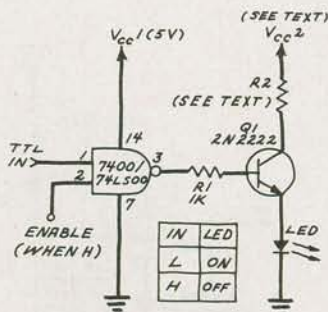 (SEE TEXT)
Vcc1 (5V)
Vcc2
R2
(SEE TEXT)
Q1
2N2222
14
TTL
IN
1
2
7400/
74LS00
3
R1
1K
7
ENABLE
(WHEN H)
LED
IN LED
L ON
H OFF